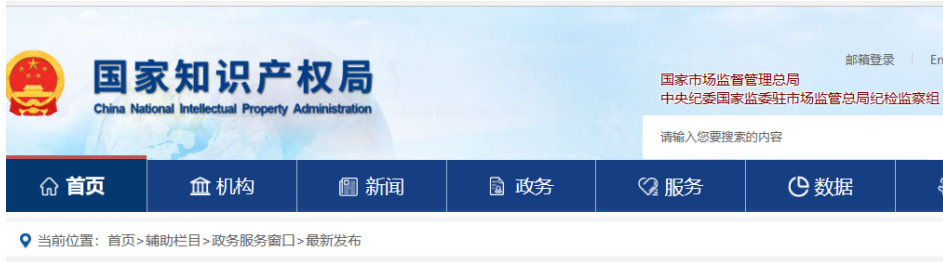 国家知识产权局
China National Intellectual Property Administration
邮箱登录
国家市场监督管理总局
中央纪委国家监委驻市场监管总局纪检监察组
请输入您要搜索的内容
首页 机构 新闻 政务 服务 数据
当前位置：首页>辅助栏目>政务服务窗口>最新发布